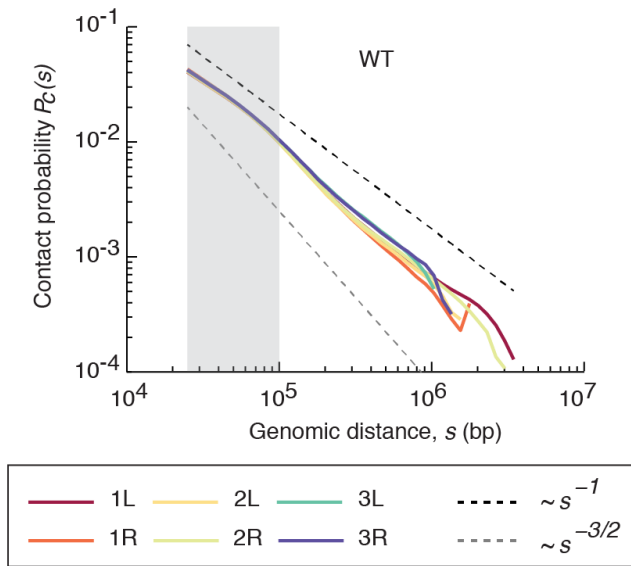 WT
Contact probability Pc(s)
10^-1
10^-2
10^-3
10^-4
10^4 10^5 10^6 10^7
Genomic distance, s (bp)
1L 2L 3L ~s^-1
1R 2R 3R ~s^-3/2